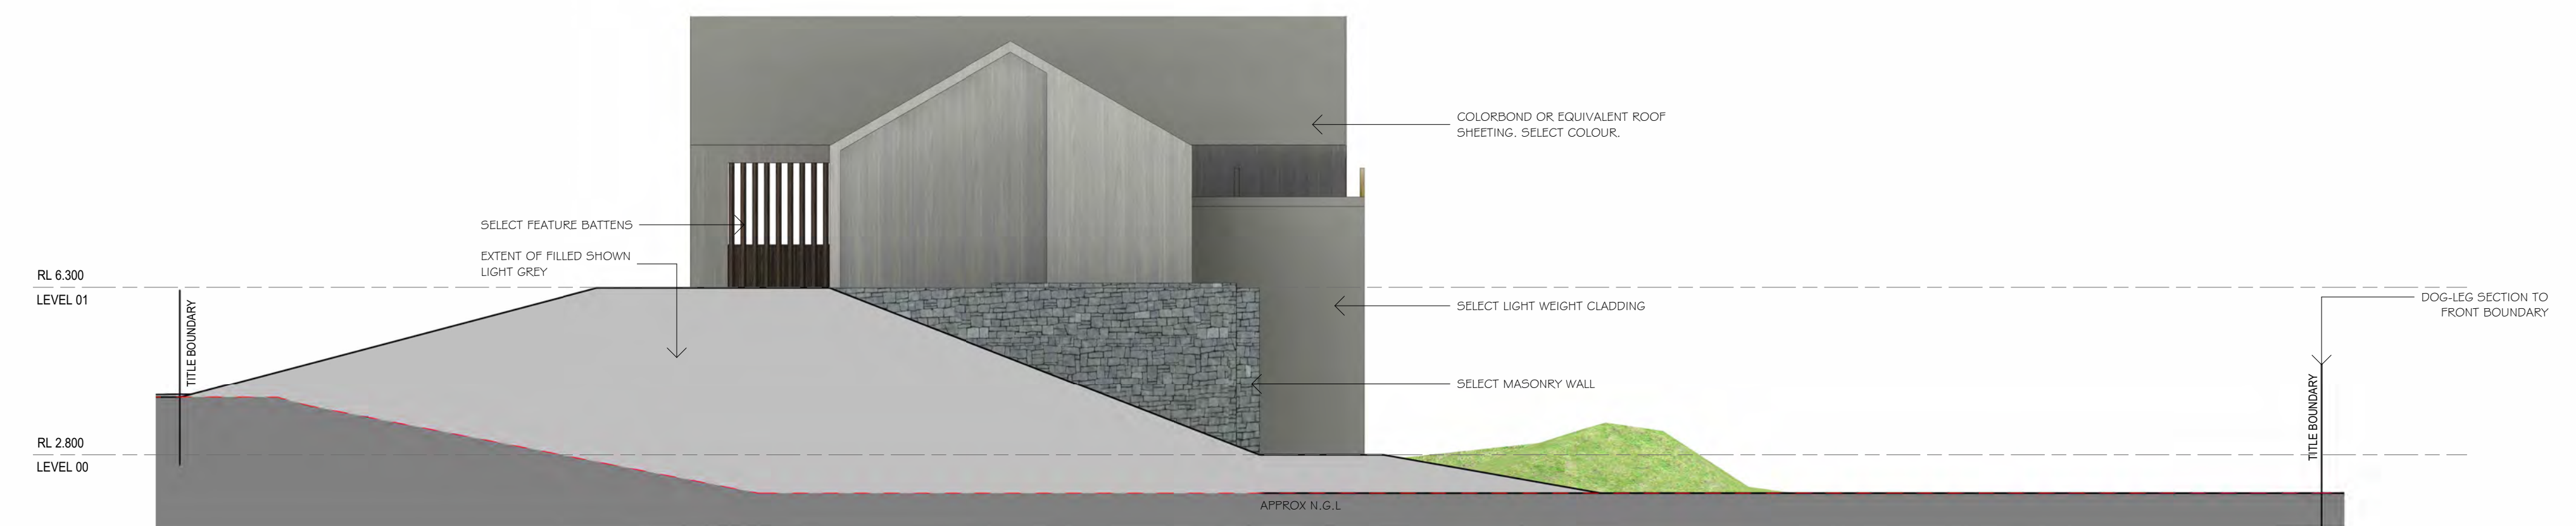 COLORBOND OR EQUIVALENT ROOF
SHEETING. SELECT COLOUR.
SELECT FEATURE BATTENS
EXTENT OF FILLED SHOWN
LIGHT GREY
RL 6.300
LEVEL 01
TITLE BOUNDARY
SELECT LIGHT WEIGHT CLADDING
DOG-LEG SECTION TO
FRONT BOUNDARY
SELECT MASONRY WALL
TITLE BOUNDARY
RL 2.800
LEVEL 00
APPROX N.G.L